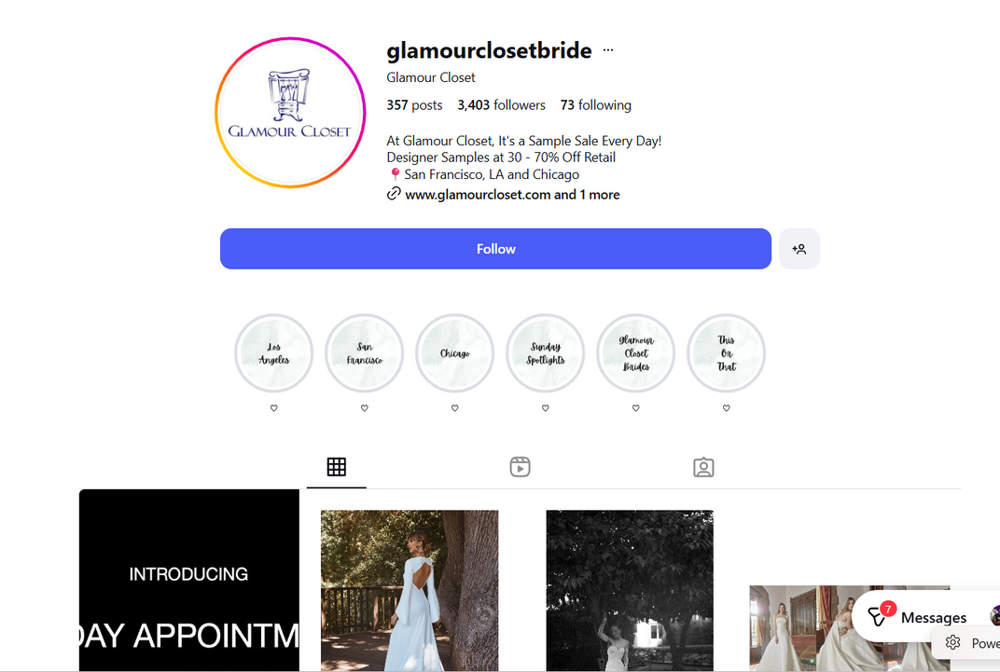 glamourclosetbride ...
Glamour Closet
357 posts 3,403 followers 73 following
GLAMOUR CLOSET
At Glamour Closet, It's a Sample Sale Every Day!
Designer Samples at 30 - 70% Off Retail
📍 San Francisco, LA and Chicago
www.glamourcloset.com and 1 more
Follow
Los
Angeles
San
Francisco
Chicago
Sunday
Spotlights
Glamour
Closet
Brides
This
Or
That
INTRODUCING
DAY APPOINTM
7
Messages
Powe